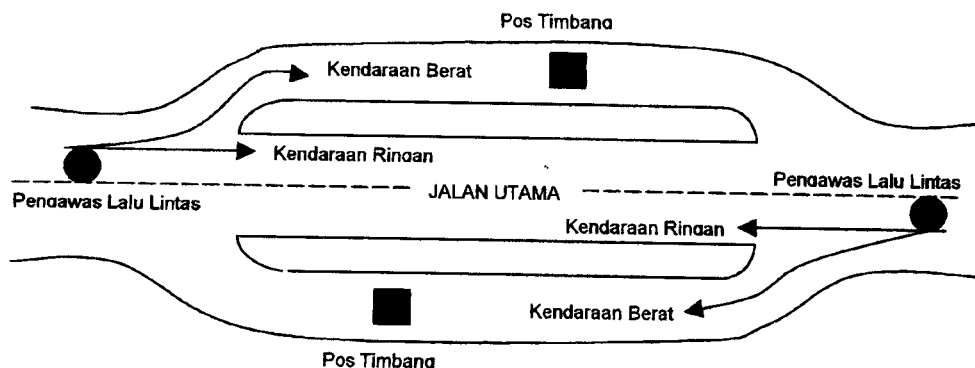 Pos Timbang
Kendaraan Berat
Kendaraan Ringan
JALAN UTAMA
Pengawas Lalu Lintas
Pengawas Lalu Lintas
Kendaraan Ringan
Kendaraan Berat
Pos Timbang